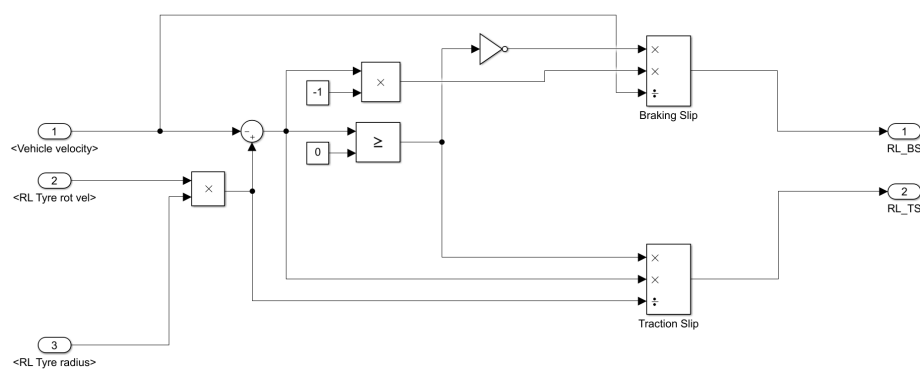 -1
×
×
×
÷
Braking Slip
1
<Vehicle velocity>
-
+
0
≥
1
RL_BS
2
<RL Tyre rot vel>
×
2
RL_TS
×
×
÷
Traction Slip
3
<RL Tyre radius>